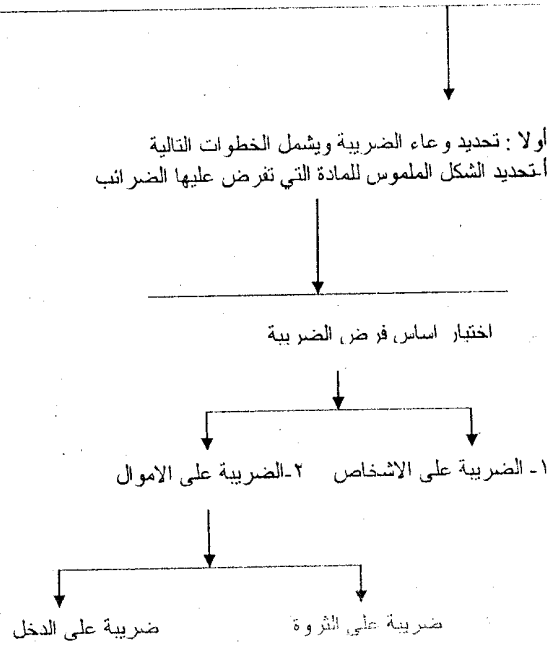 أولا : تحديد وعاء الضريبة ويشمل الخطوات التالية
أ-تحديد الشكل الملموس للمادة التي تفرض عليها الضرائب
اختيار اساس فرض الضريبة
١- الضريبة على الاشخاص ٢-الضريبة على الاموال
ضريبة على الثروة ضريبة على الدخل